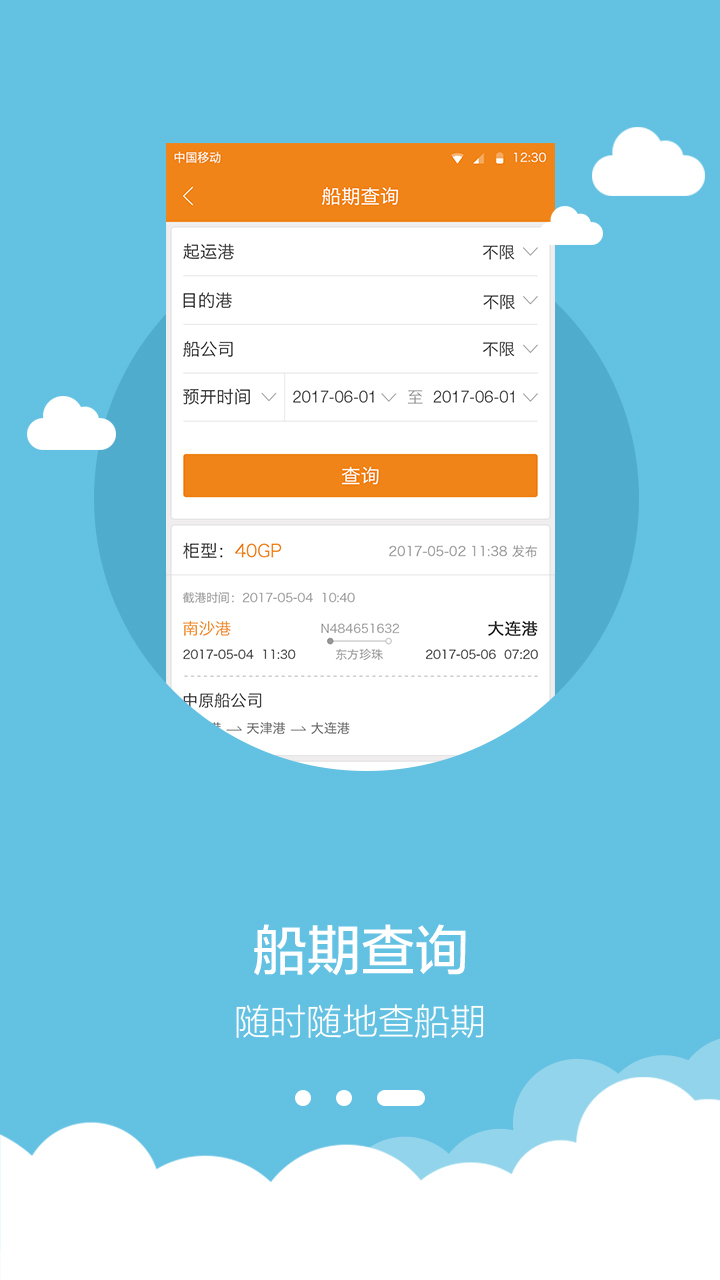 中国移动 12:30
船期查询
起运港 不限
目的港 不限
船公司 不限
预开时间 2017-06-01 至 2017-06-01
查询
柜型：40GP 2017-05-02 11:38 发布
截港时间：2017-05-04 10:40
南沙港 N484651632 大连港
2017-05-04 11:30 东方珍珠 2017-05-06 07:20
中原船公司
港 天津港 大连港
船期查询
随时随地查船期